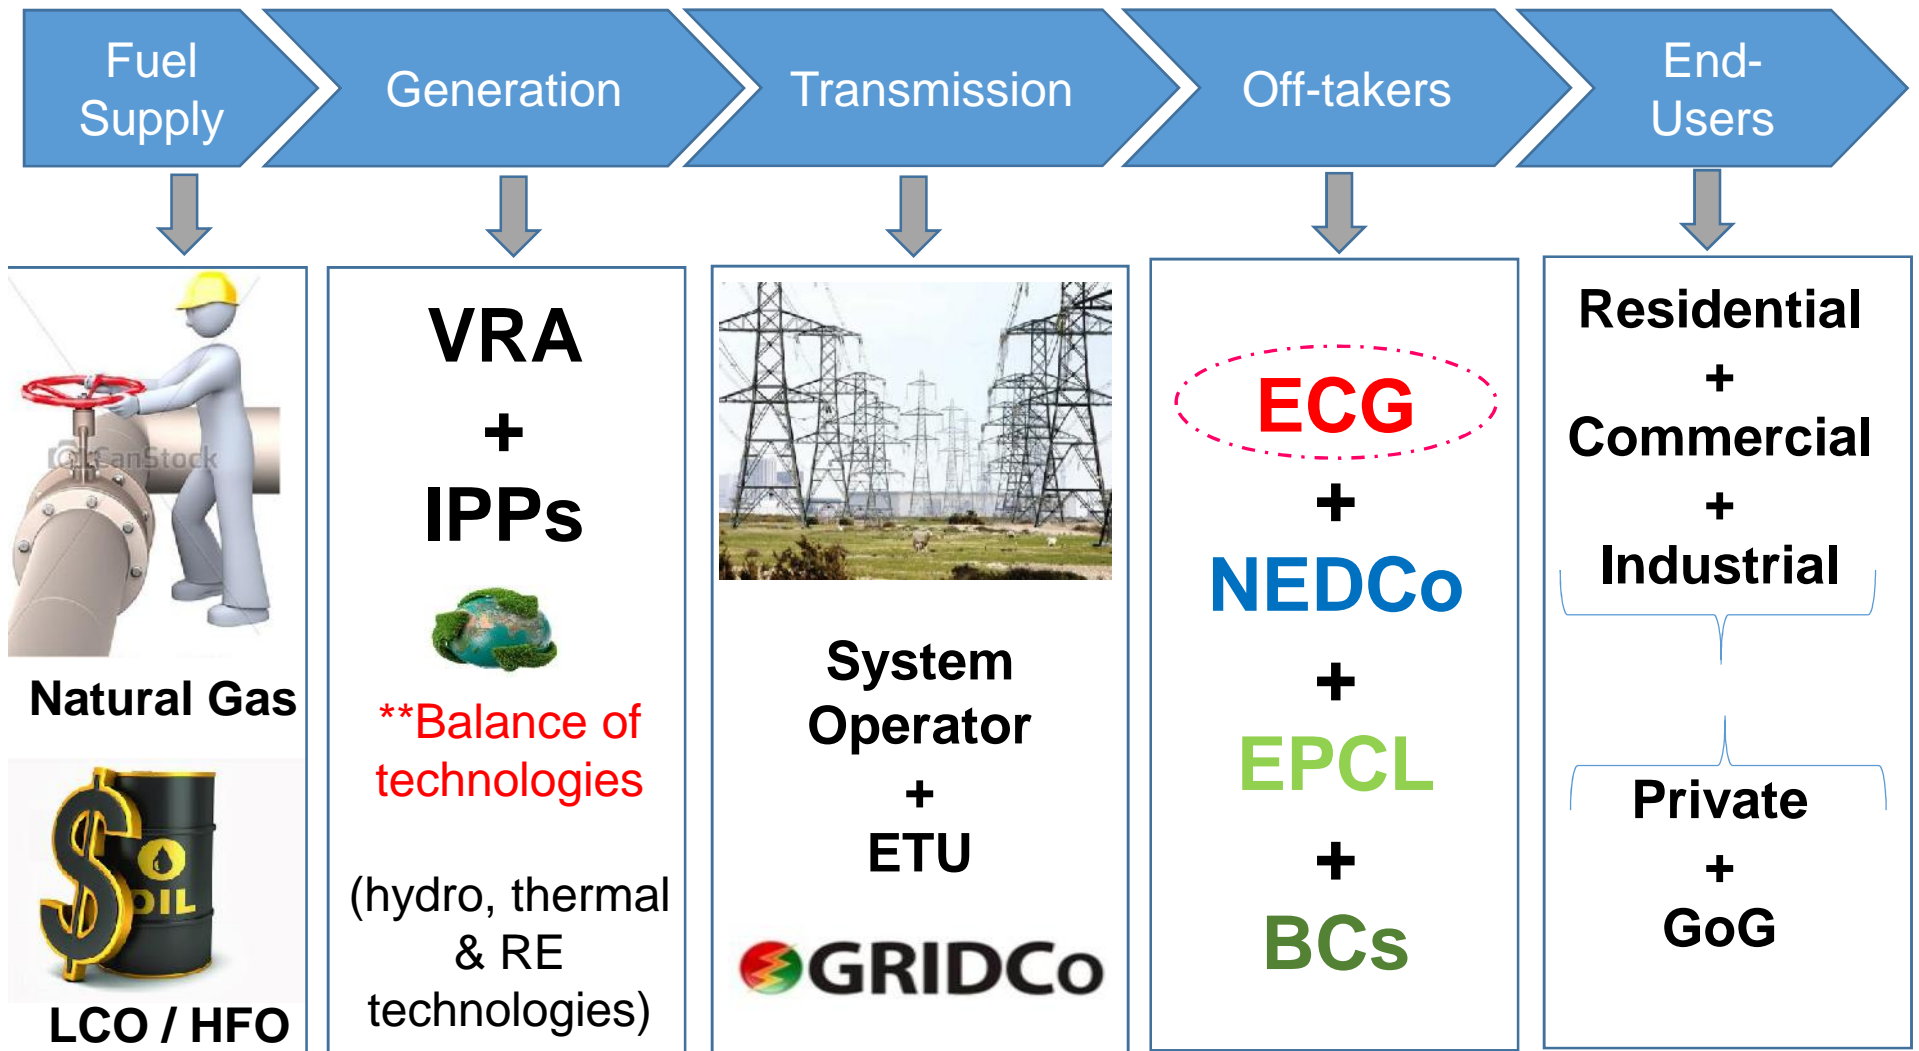 Fuel
Supply
Generation
Transmission
Off-takers
End-
Users
CanStock
Natural Gas
OIL
LCO / HFO
VRA
+
IPPs
**Balance of
technologies
(hydro, thermal
& RE
technologies)
System
Operator
+
ETU
GRIDCo
ECG
+
NEDCo
+
EPCL
+
BCs
Residential
+
Commercial
+
Industrial
Private
+
GoG